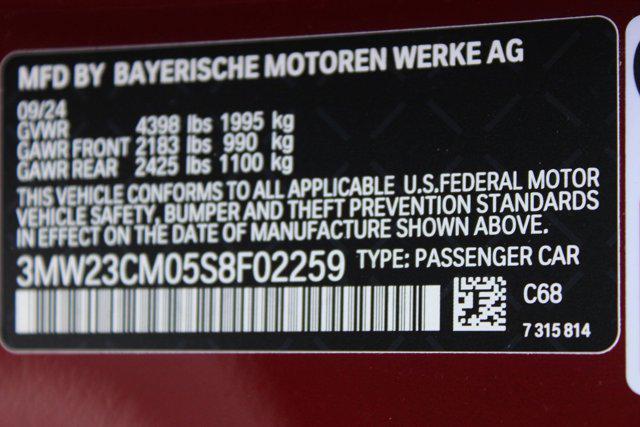 MFD BY BAYERISCHE MOTOREN WERKE AG
09/24
GVWR 4398 lbs 1995 kg
GAWR FRONT 2183 lbs 990 kg
GAWR REAR 2425 lbs 1100 kg
THIS VEHICLE CONFORMS TO ALL APPLICABLE U.S.FEDERAL MOTOR
VEHICLE SAFETY, BUMPER AND THEFT PREVENTION STANDARDS
IN EFFECT ON THE DATE OF MANUFACTURE SHOWN ABOVE.
3MW23CM05S8F02259 TYPE: PASSENGER CAR
C68
7 315 814